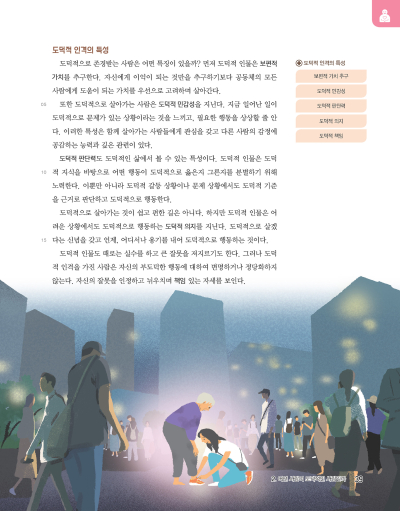 도덕적 인격의 특성
도덕적으로 존경받는 사람은 어떤 특징이 있을까? 먼저 도덕적 인물은 보편적
가치를 추구한다. 자신에게 이익이 되는 것만을 추구하기보다 공동체의 모든
사람에게 도움이 되는 가치를 우선으로 고려하며 살아간다.
05 또한 도덕적으로 살아가는 사람은 도덕적 민감성을 지닌다. 지금 일어난 일이
도덕적으로 문제가 있는 상황이라는 것을 느끼고, 필요한 행동을 상상할 줄 안
다. 이러한 특성은 함께 살아가는 사람들에게 관심을 갖고 다른 사람의 감정에
공감하는 능력과 깊은 관련이 있다.
도덕적 판단력도 도덕적인 삶에서 볼 수 있는 특성이다. 도덕적 인물은 도덕
10 적 지식을 바탕으로 어떤 행동이 도덕적으로 옳은지 그른지를 분별하기 위해
노력한다. 이뿐만 아니라 도덕적 갈등 상황이나 문제 상황에서도 도덕적 기준
을 근거로 판단하고 도덕적으로 행동한다.
도덕적으로 살아가는 것이 쉽고 편한 길은 아니다. 하지만 도덕적 인물은 어
려운 상황에서도 도덕적으로 행동하는 도덕적 의지를 지닌다. 도덕적으로 살겠
15 다는 신념을 갖고 언제, 어디서나 용기를 내어 도덕적으로 행동하는 것이다.
도덕적 인물도 때로는 실수를 하고 큰 잘못을 저지르기도 한다. 그러나 도덕
적 인격을 가진 사람은 자신의 부도덕한 행동에 대하여 변명하거나 정당화하지
않는다. 자신의 잘못을 인정하고 뉘우치며 책임 있는 자세를 보인다.
도덕적 인격의 특성
보편적 가치 추구
도덕적 민감성
도덕적 판단력
도덕적 의지
도덕적 책임